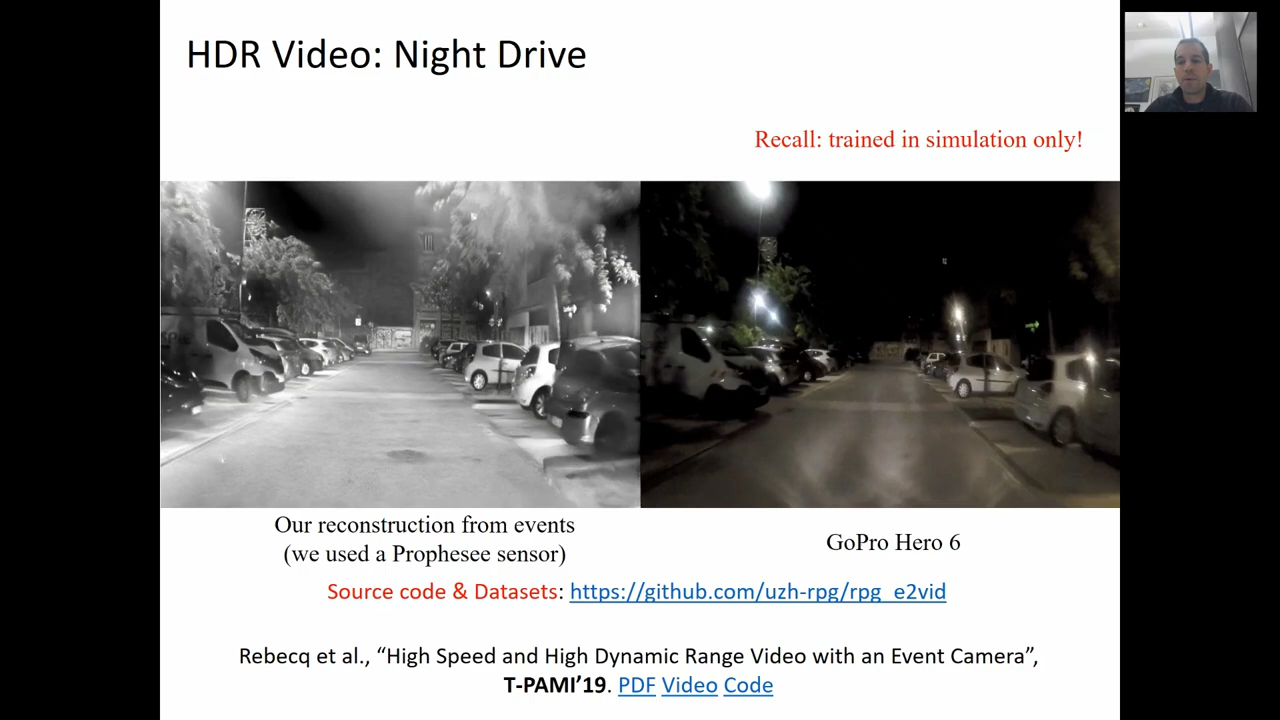 HDR Video: Night Drive
Recall: trained in simulation only!
Our reconstruction from events
(we used a Prophesee sensor)
GoPro Hero 6
Source code & Datasets: https://github.com/uzh-rpg/rpg_e2vid
Rebecq et al., “High Speed and High Dynamic Range Video with an Event Camera”,
T-PAMI’19. PDF Video Code